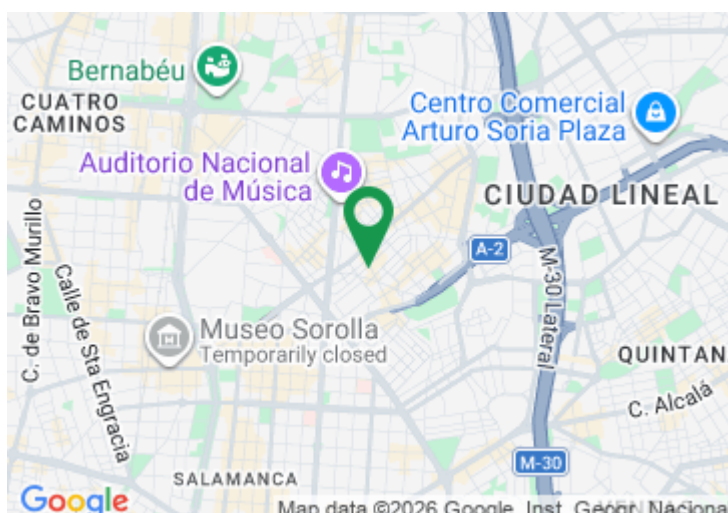 Bernabéu
CUATRO
CAMINOS
Centro Comercial
Arturo Soria Plaza
Auditorio Nacional
de Música
CIUDAD LINEAL
A-2
C. de Bravo Murillo
Calle de Sta Engracia
M-30 Lateral
Museo Sorolla
Temporarily closed
QUINTAN
C. Alcalá
M-30
SALAMANCA
Google
Map data ©2026 Google, Inst. Geogr. Naciona